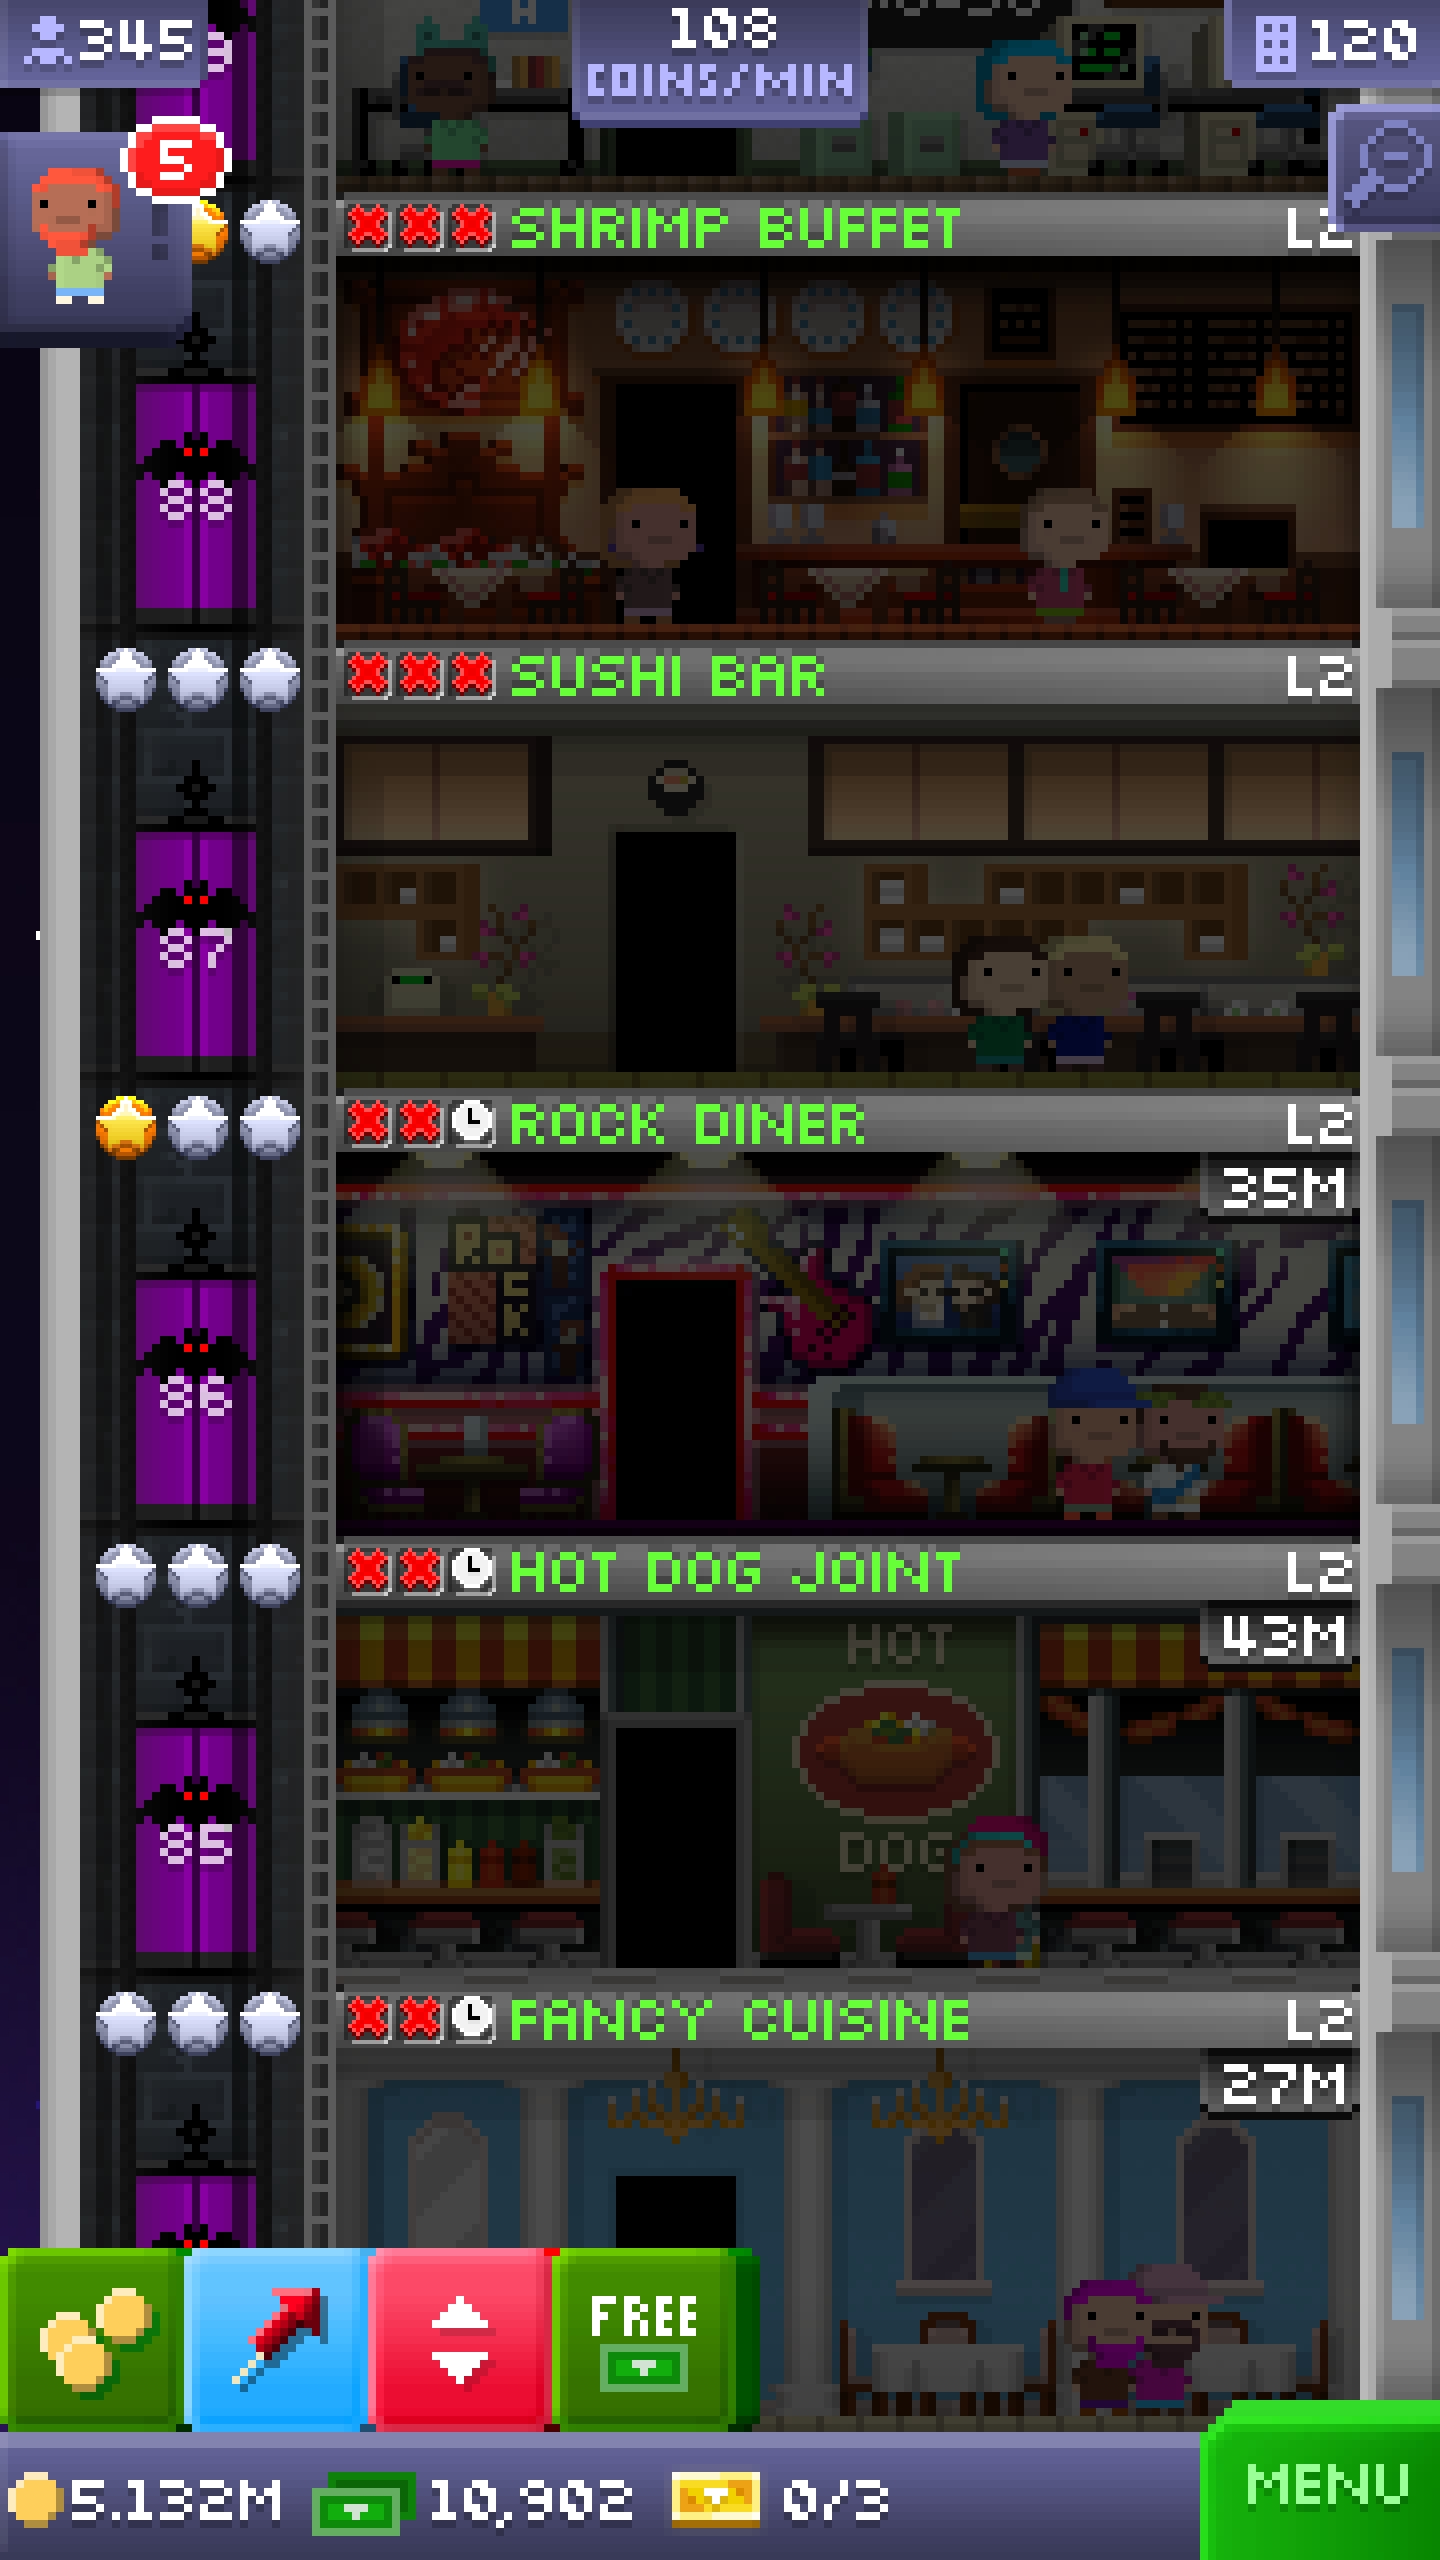 345
108
COINS/MIN
120
5
SHRIMP BUFFET
L2
88
SUSHI BAR
L2
87
ROCK DINER
L2
35M
ROCK
86
HOT DOG JOINT
L2
43M
HOT
DOG
85
FANCY CUISINE
L2
27M
FREE
5.132M
10,902
0/3
MENU